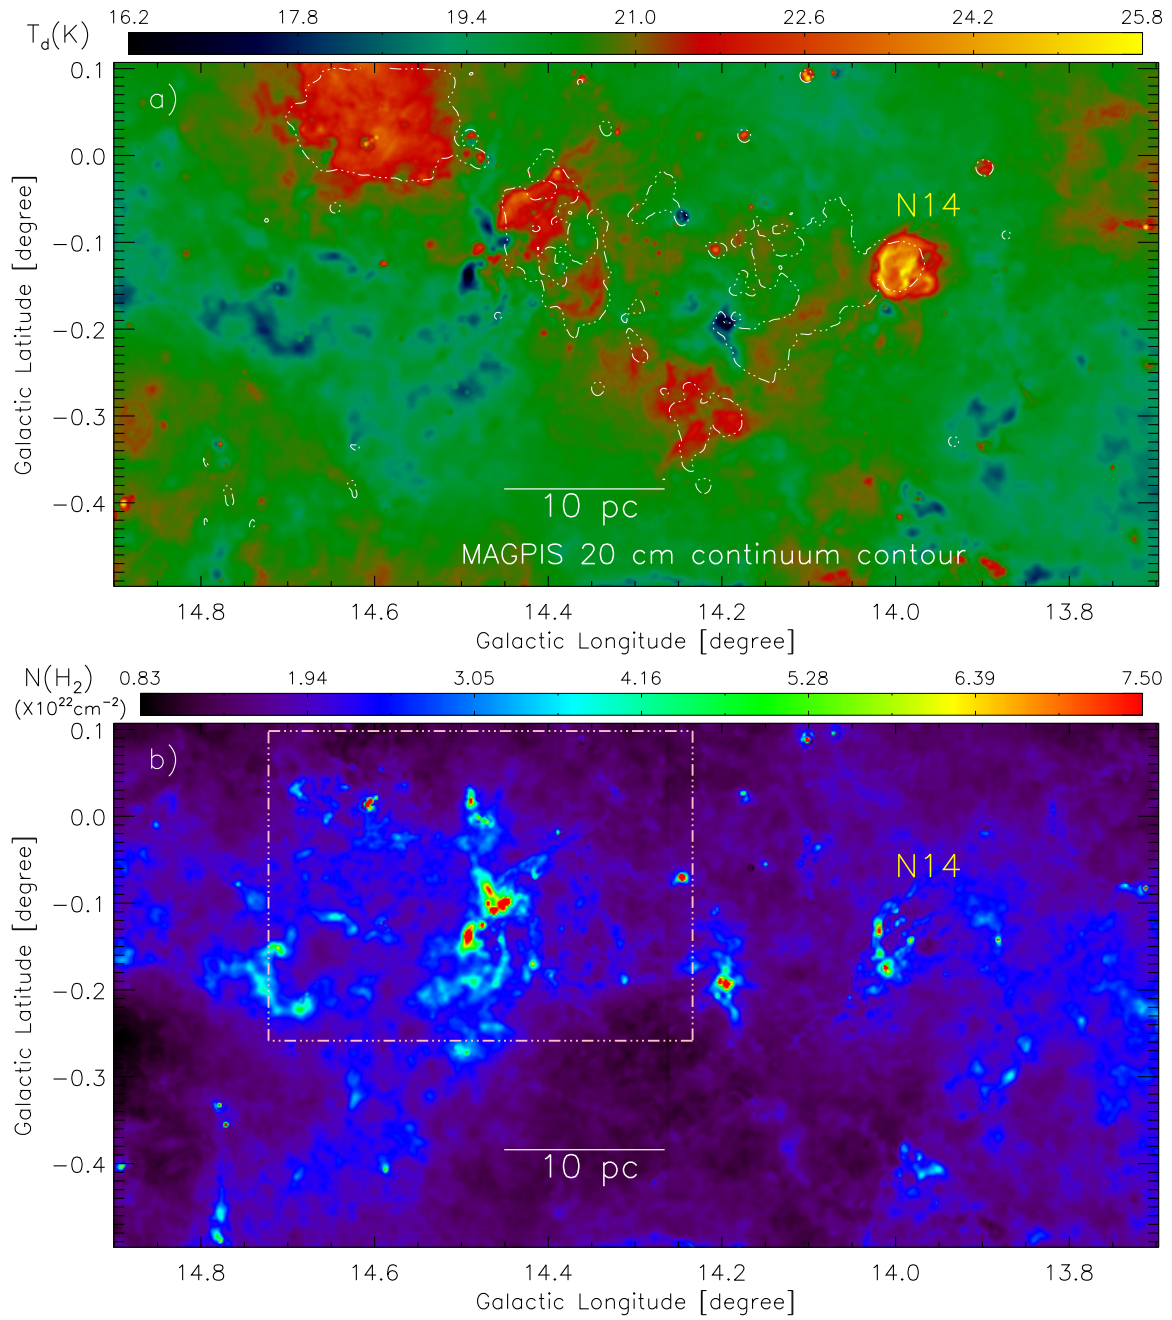 16.2 17.8 19.4 21.0 22.6 24.2 25.8
T_d(K)
a)
0.1
0.0
−0.1
−0.2
−0.3
−0.4
Galactic Latitude [degree]
N14
10 pc
MAGPIS 20 cm continuum contour
14.8 14.6 14.4 14.2 14.0 13.8
Galactic Longitude [degree]
N(H₂) 0.83 1.94 3.05 4.16 5.28 6.39 7.50
(X10²²cm⁻²)
b)
0.1
0.0
−0.1
−0.2
−0.3
−0.4
Galactic Latitude [degree]
N14
10 pc
14.8 14.6 14.4 14.2 14.0 13.8
Galactic Longitude [degree]